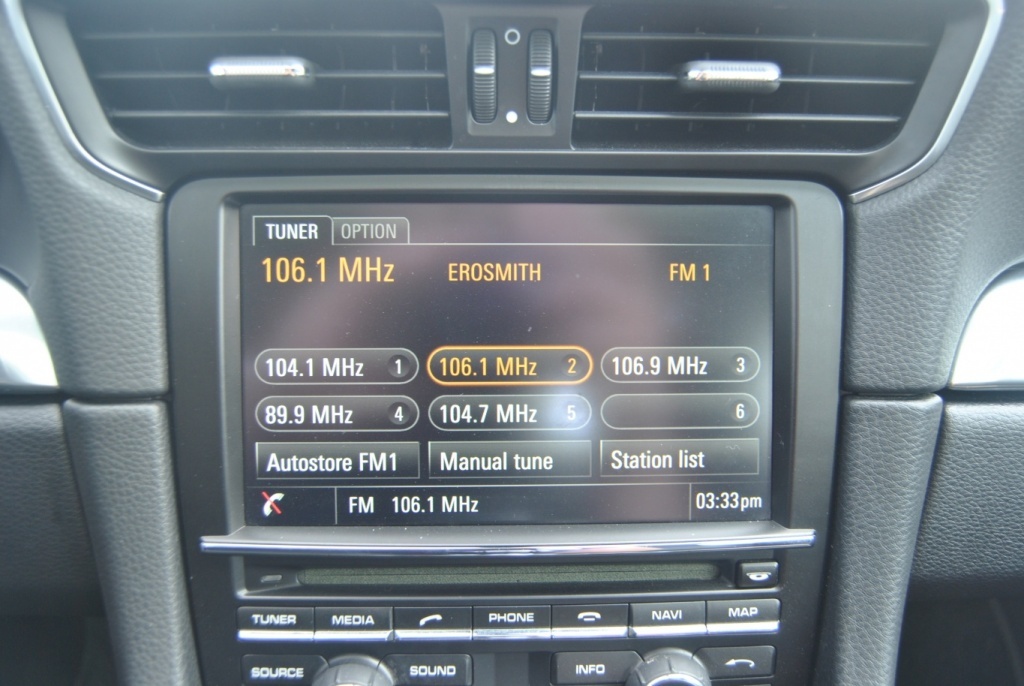 TUNER OPTION
106.1 MHz EROSMITH FM 1
104.1 MHz 1 106.1 MHz 2 106.9 MHz 3
89.9 MHz 4 104.7 MHz 5 6
Autostore FM1 Manual tune Station list
FM 106.1 MHz 03:33pm
TUNER MEDIA PHONE NAVI MAP
SOURCE SOUND INFO